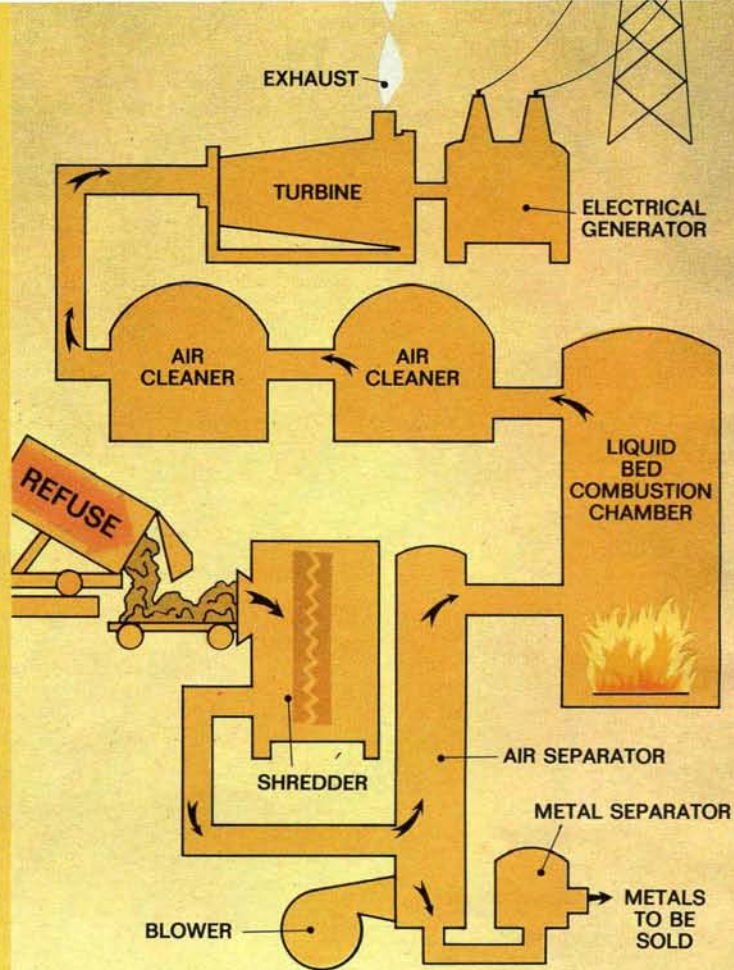 EXHAUST
TURBINE
ELECTRICAL
GENERATOR
AIR
CLEANER
AIR
CLEANER
LIQUID
BED
COMBUSTION
CHAMBER
REFUSE
SHREDDER
AIR SEPARATOR
METAL SEPARATOR
BLOWER
METALS
TO BE
SOLD